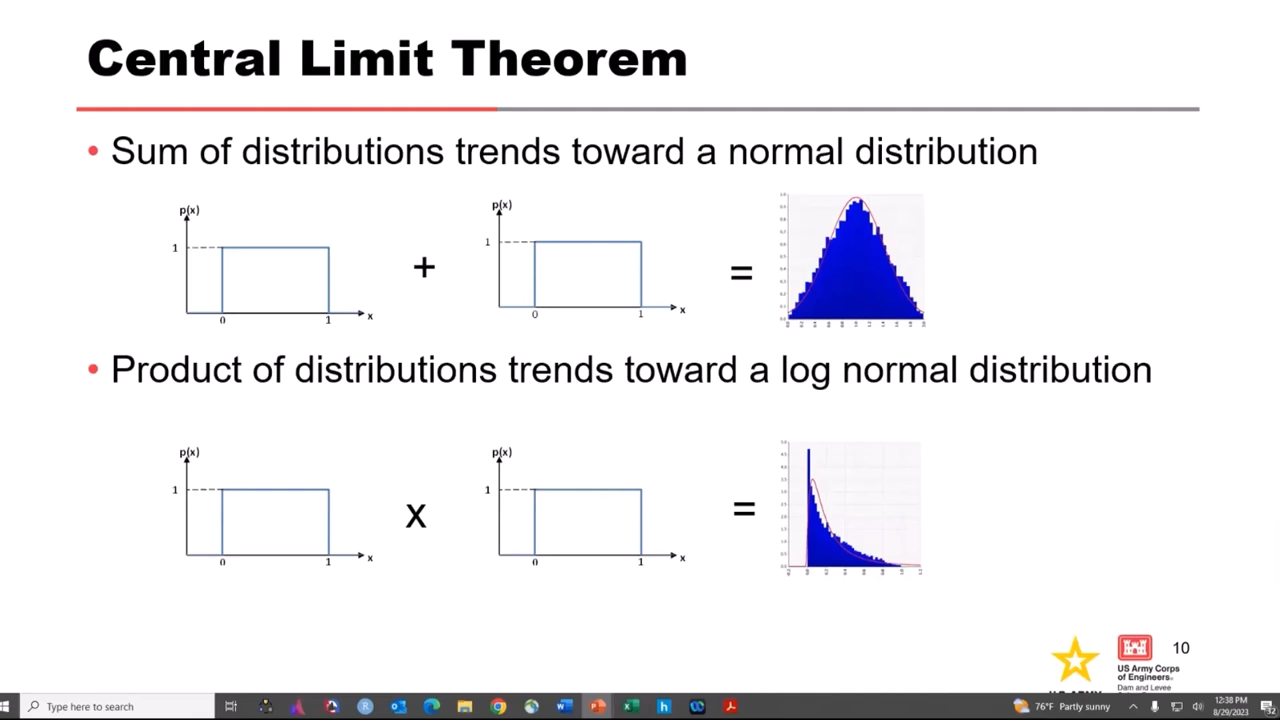 Central Limit Theorem
• Sum of distributions trends toward a normal distribution
p(x)
1
0
1
x
+
p(x)
1
0
1
x
=
• Product of distributions trends toward a log normal distribution
p(x)
1
0
1
x
x
p(x)
1
0
1
x
=
10
US Army Corps
of Engineers
Dam and Levee
Type here to search
76°F Partly sunny
12:38 PM
8/29/2023